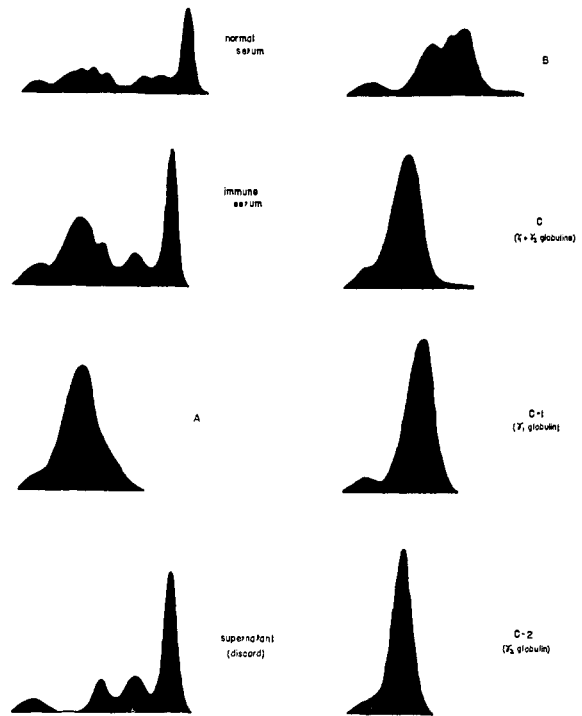 normal
serum
B
immune
serum
C
(γ₁ + γ₂ globulins)
A
C-1
(γ₁ globulin)
supernatant
(discard)
C-2
(γ₂ globulin)